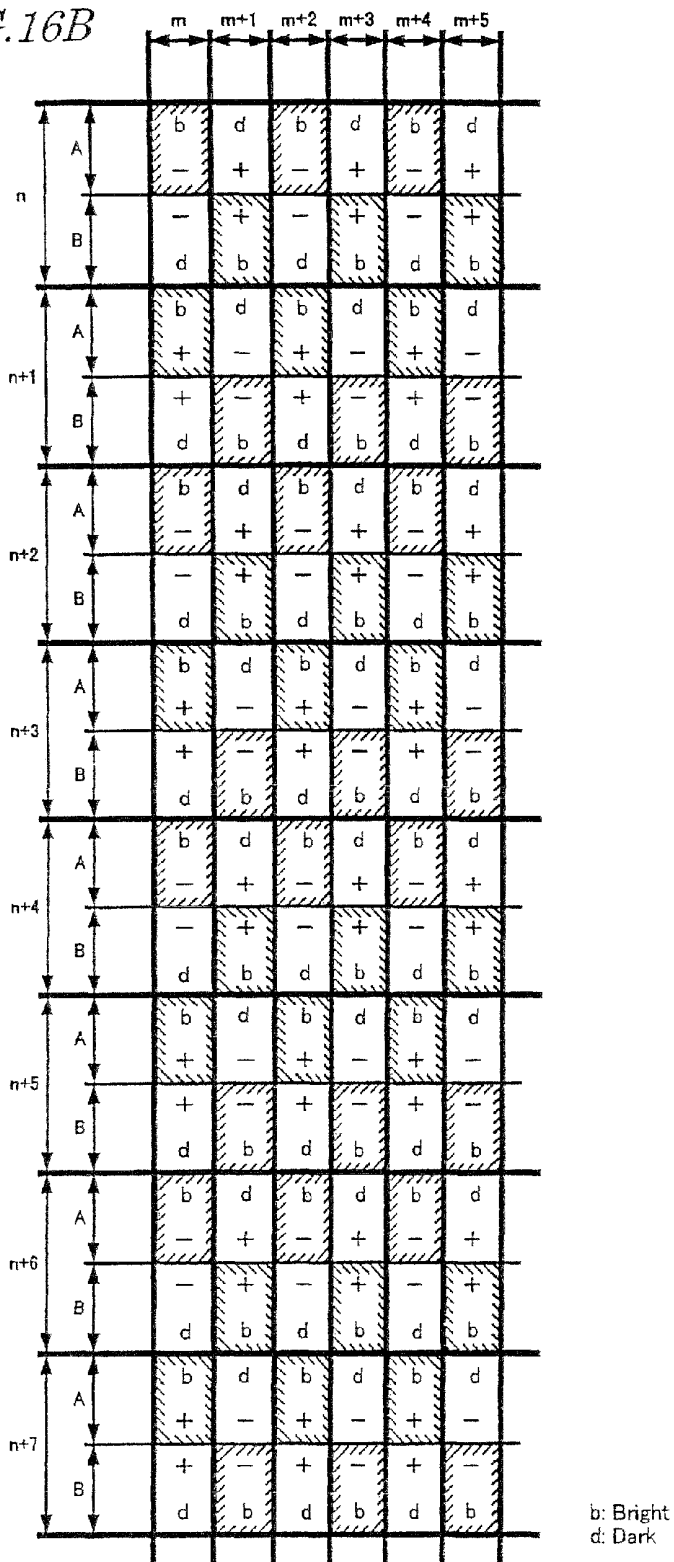 G.16B
m m+1 m+2 m+3 m+4 m+5
b d b d b d
A
− + − + − +
n
− + − + − +
B
d b d b d b
b d b d b d
A
+ − + − + −
n+1
+ − + − + −
B
d b d b d b
b d b d b d
A
− + − + − +
n+2
− + − + − +
B
d b d b d b
b d b d b d
A
+ − + − + −
n+3
+ − + − + −
B
d b d b d b
b d b d b d
A
− + − + − +
n+4
− + − + − +
B
d b d b d b
b d b d b d
A
+ − + − + −
n+5
+ − + − + −
B
d b d b d b
b d b d b d
A
− + − + − +
n+6
− + − + − +
B
d b d b d b
b d b d b d
A
+ − + − + −
n+7
+ − + − + −
B
d b d b d b
b: Bright
d: Dark